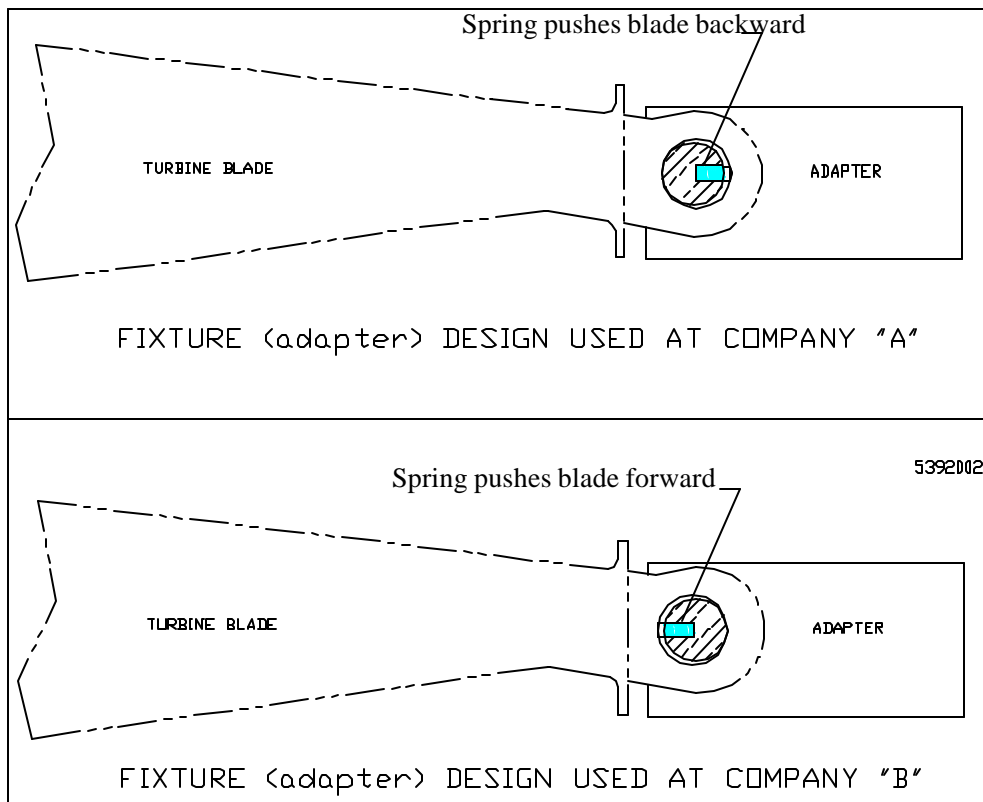 Spring pushes blade backward
TURBINE BLADE
ADAPTER
FIXTURE (adapter) DESIGN USED AT COMPANY "A"
5392D02
Spring pushes blade forward
TURBINE BLADE
ADAPTER
FIXTURE (adapter) DESIGN USED AT COMPANY "B"